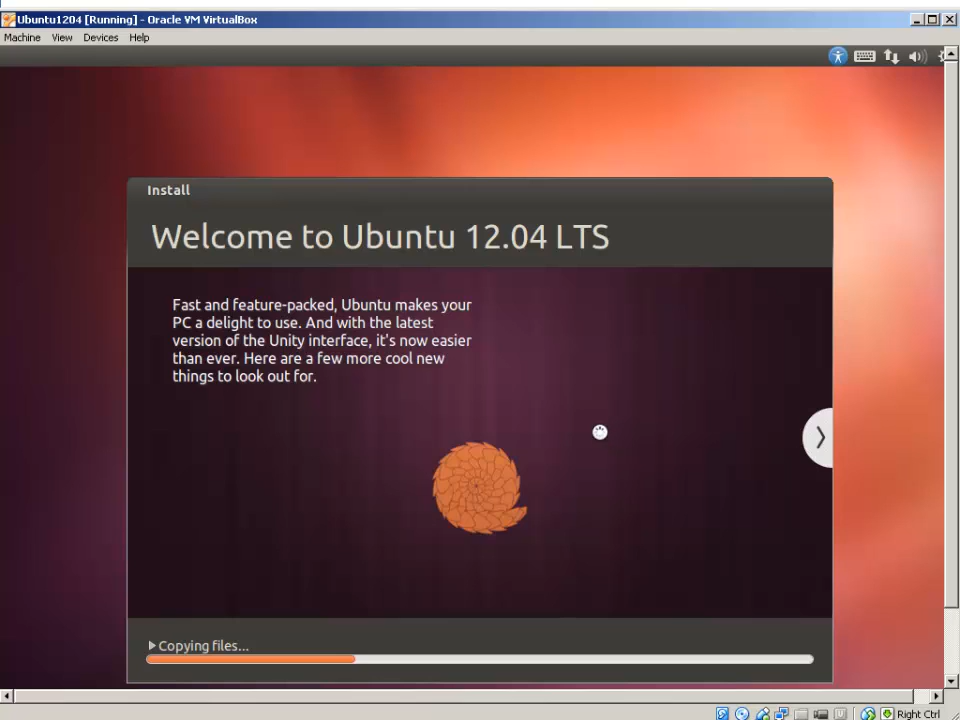 Ubuntu1204 [Running] - Oracle VM VirtualBox
Machine View Devices Help
Install
Welcome to Ubuntu 12.04 LTS
Fast and feature-packed, Ubuntu makes your
PC a delight to use. And with the latest
version of the Unity interface, it's now easier
than ever. Here are a few more cool new
things to look out for.
Copying files...
Right Ctrl